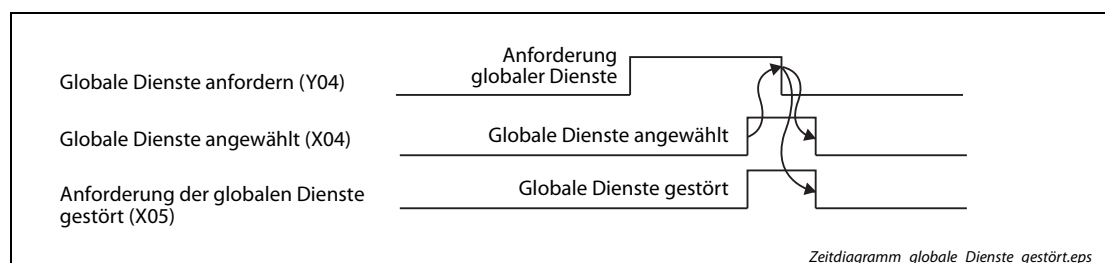 Anforderung
globaler Dienste
Globale Dienste anfordern (Y04)
Globale Dienste angewählt (X04)
Globale Dienste angewählt
Anforderung der globalen Dienste
gestört (X05)
Globale Dienste gestört
Zeitdiagramm_globale_Dienste_gestört.eps